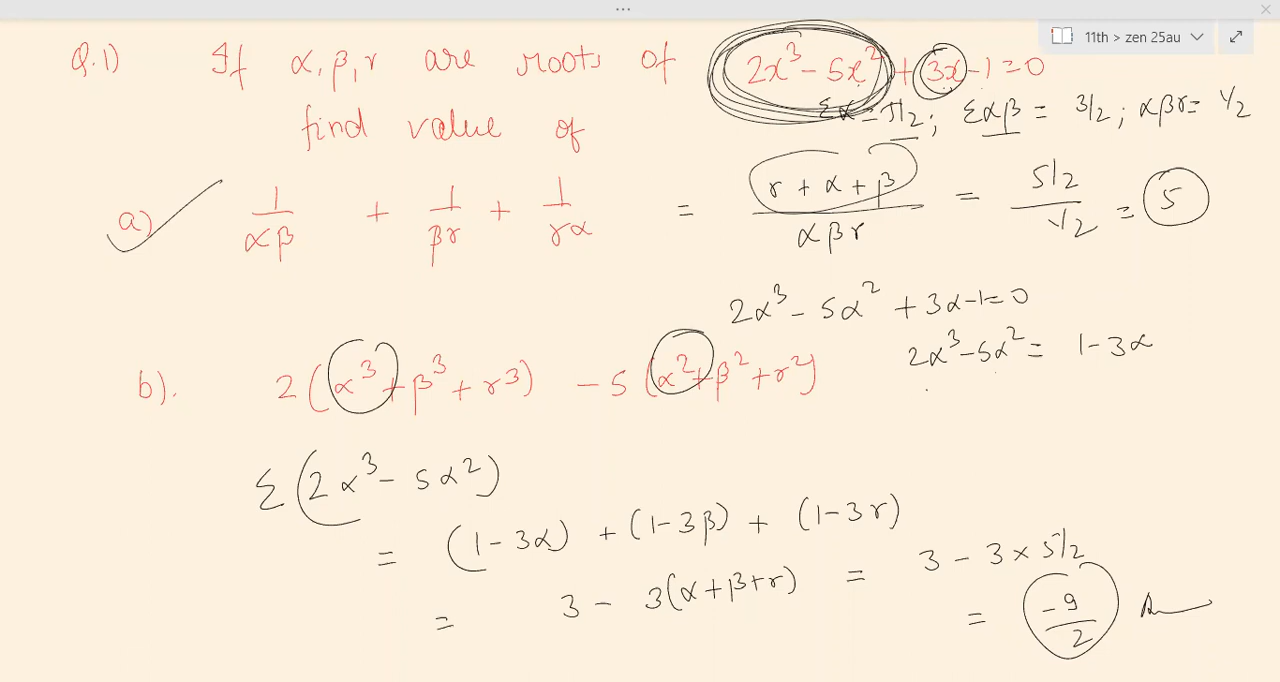 11th > zen 25au
Q.1) If α, β, r are roots of 2x³ - 5x² + 3x - 1 = 0
Σα = 5/2 ; Σαβ = 3/2 ; αβr = 1/2
find value of
a) 1/αβ + 1/βr + 1/rα = (r + α + β)/(αβr) = (5/2)/(1/2) = 5
2α³ - 5α² + 3α - 1 = 0
2α³ - 5α² = 1 - 3α
b). 2(α³ + β³ + r³) - 5(α² + β² + r²)
Σ(2α³ - 5α²)
= (1 - 3α) + (1 - 3β) + (1 - 3r)
= 3 - 3(α + β + r) = 3 - 3 × 5/2
= -9/2